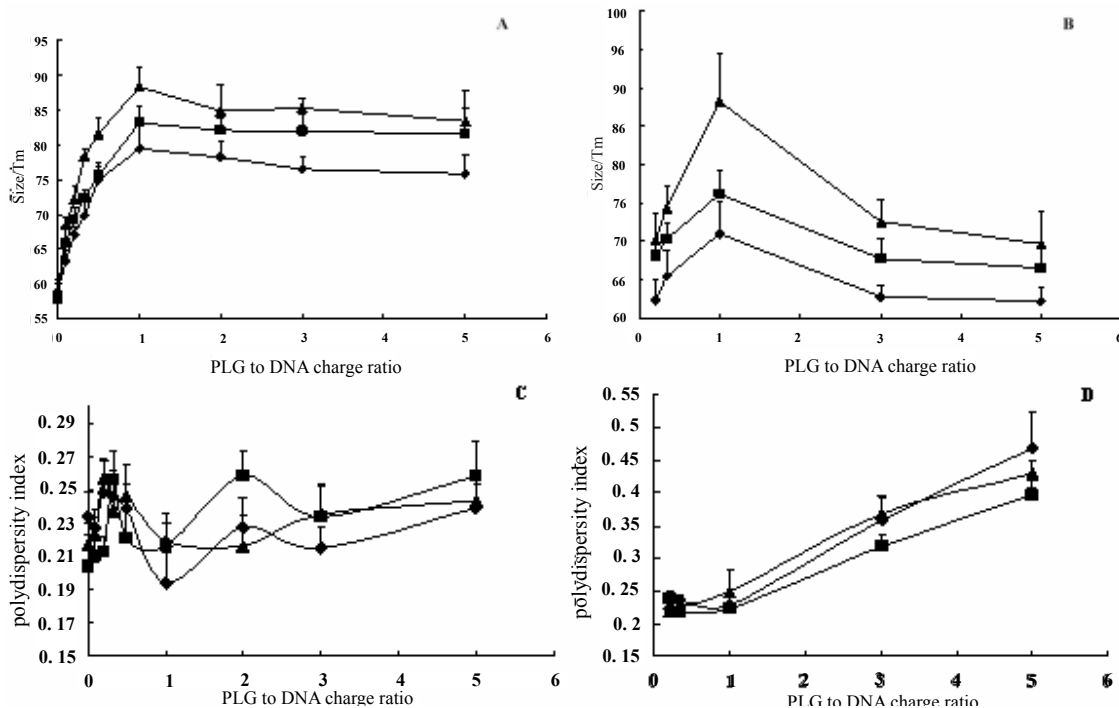 A
Size/Tm
95
90
85
80
75
70
65
60
55
0 1 2 3 4 5 6
PLG to DNA charge ratio
B
Size/Tm
100
96
90
86
80
76
70
66
60
0 1 2 3 4 5 6
PLG to DNA charge ratio
C
polydispersity index
0.29
0.27
0.25
0.23
0.21
0.19
0.17
0.15
0 1 2 3 4 5 6
PLG to DNA charge ratio
D
pōlydispersity index
0.55
0.5
0.45
0.4
0.35
0.3
0.25
0.2
0.15
0 1 2 3 4 5 6
PLG to DNA charge ratio